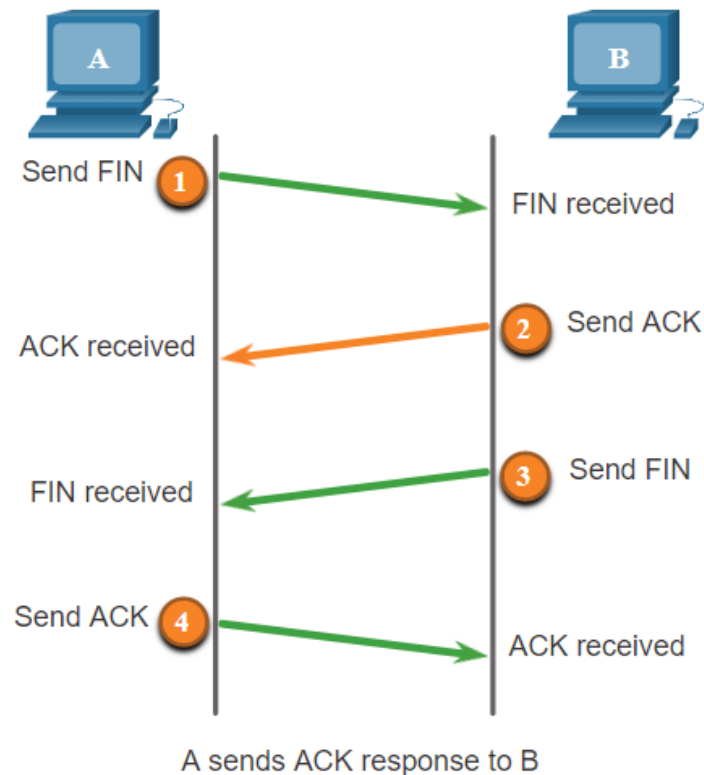 A
B
Send FIN
1
FIN received
2
Send ACK
ACK received
3
Send FIN
FIN received
Send ACK
4
ACK received
A sends ACK response to B